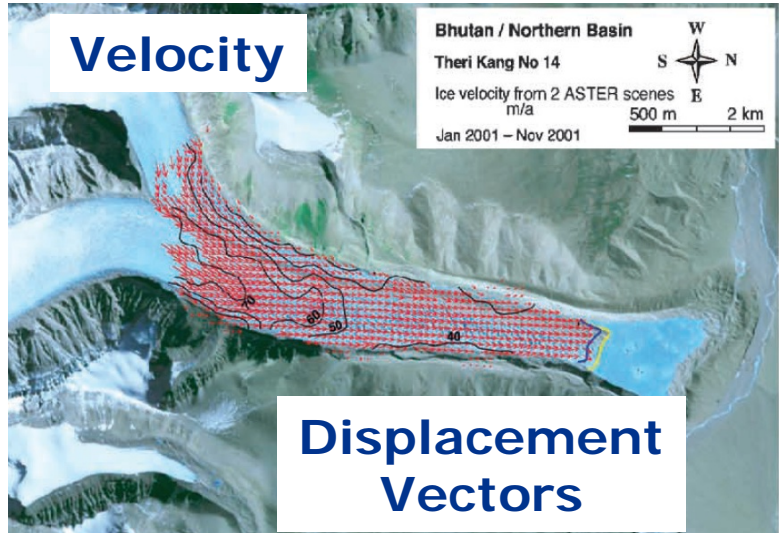 Velocity
Bhutan / Northern Basin
Theri Kang No 14
Ice velocity from 2 ASTER scenes
m/a
Jan 2001 – Nov 2001
W
S N
E
500 m 2 km
70
60
50
40
Displacement
Vectors